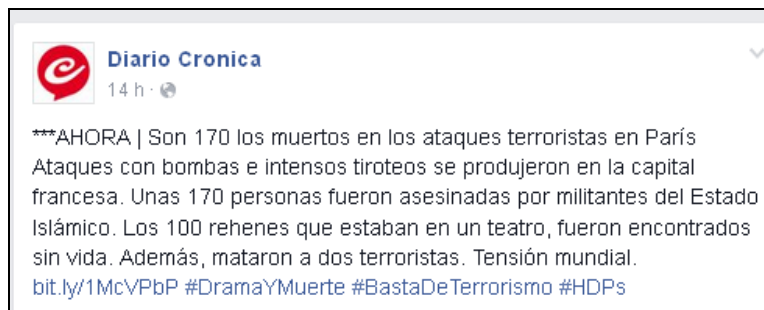 Diario Cronica
14 h ·
***AHORA | Son 170 los muertos en los ataques terroristas en París
Ataques con bombas e intensos tiroteos se produjeron en la capital
francesa. Unas 170 personas fueron asesinadas por militantes del Estado
Islámico. Los 100 rehenes que estaban en un teatro, fueron encontrados
sin vida. Además, mataron a dos terroristas. Tensión mundial.
bit.ly/1McVPbP #DramaYMuerte #BastaDeTerrorismo #HDPs